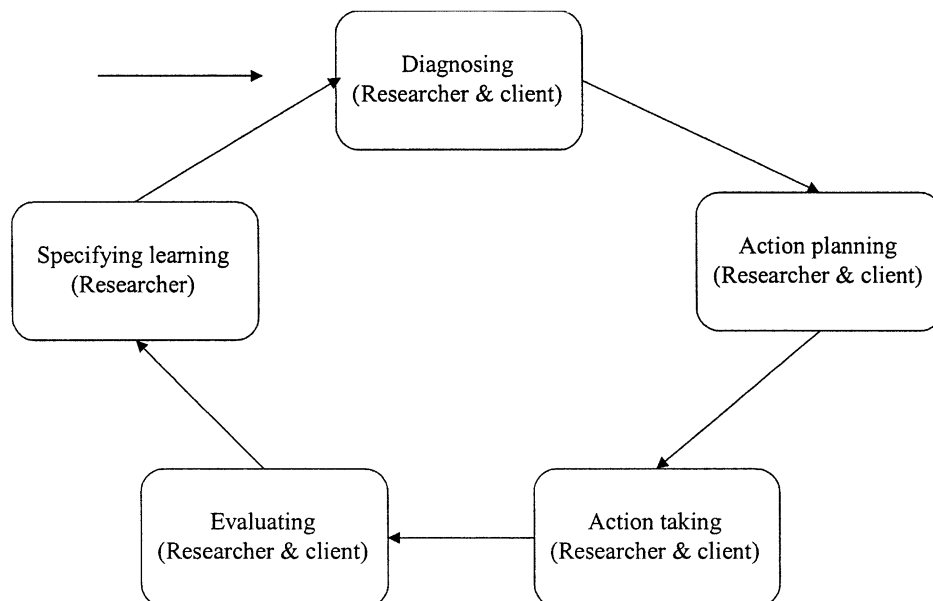 Diagnosing
(Researcher & client)
Action planning
(Researcher & client)
Action taking
(Researcher & client)
Evaluating
(Researcher & client)
Specifying learning
(Researcher)